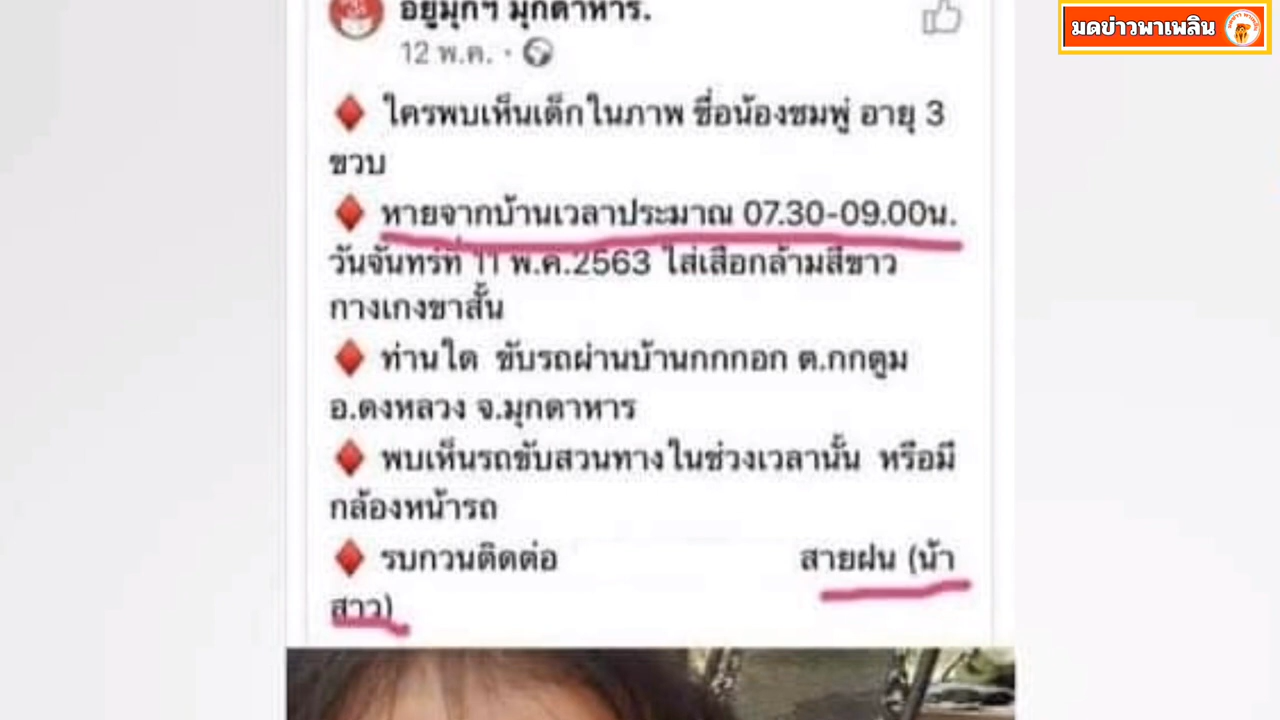 อยู่มุกฯ มุกดาหาร.
มดข่าวพาเพลิน
12 พ.ค. ·
ใครพบเห็นเด็กในภาพ ชื่อน้องชมพู่ อายุ 3
ขวบ
หายจากบ้านเวลาประมาณ 07.30-09.00น.
วันจันทร์ที่ 11 พ.ค.2563 ใส่เสื้อกล้ามสีขาว
กางเกงขาสั้น
ท่านใด ขับรถผ่านบ้านกกกอก ต.กกตูม
อ.ดงหลวง จ.มุกดาหาร
พบเห็นรถขับสวนทางในช่วงเวลานั้น หรือมี
กล้องหน้ารถ
รบกวนติดต่อ สายฝน (น้า
สาว)